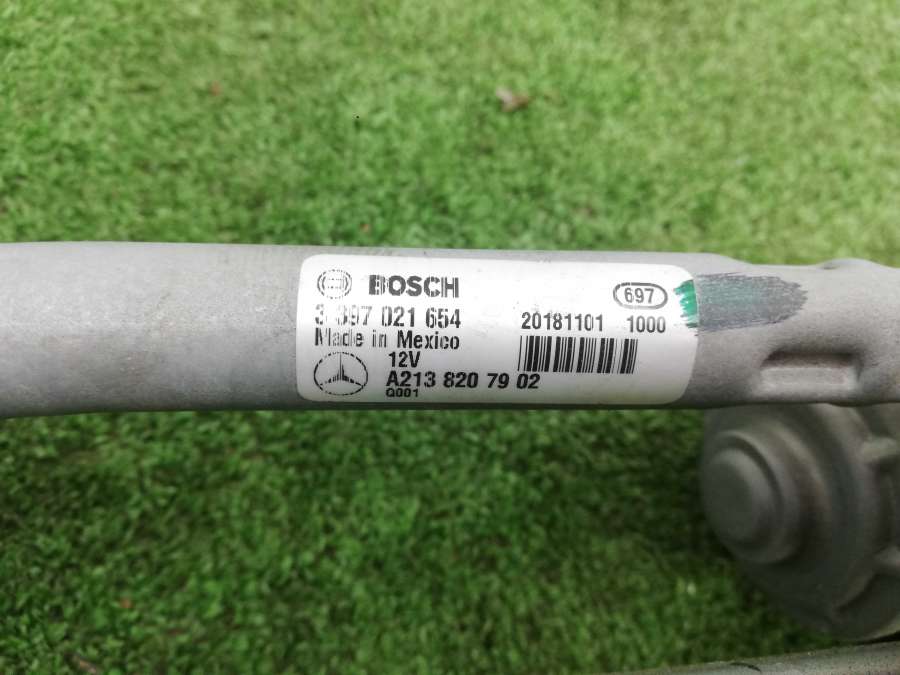 BOSCH 697
3 397 021 654 20181101 1000
Made in Mexico
12V
A213 820 79 02
Q001